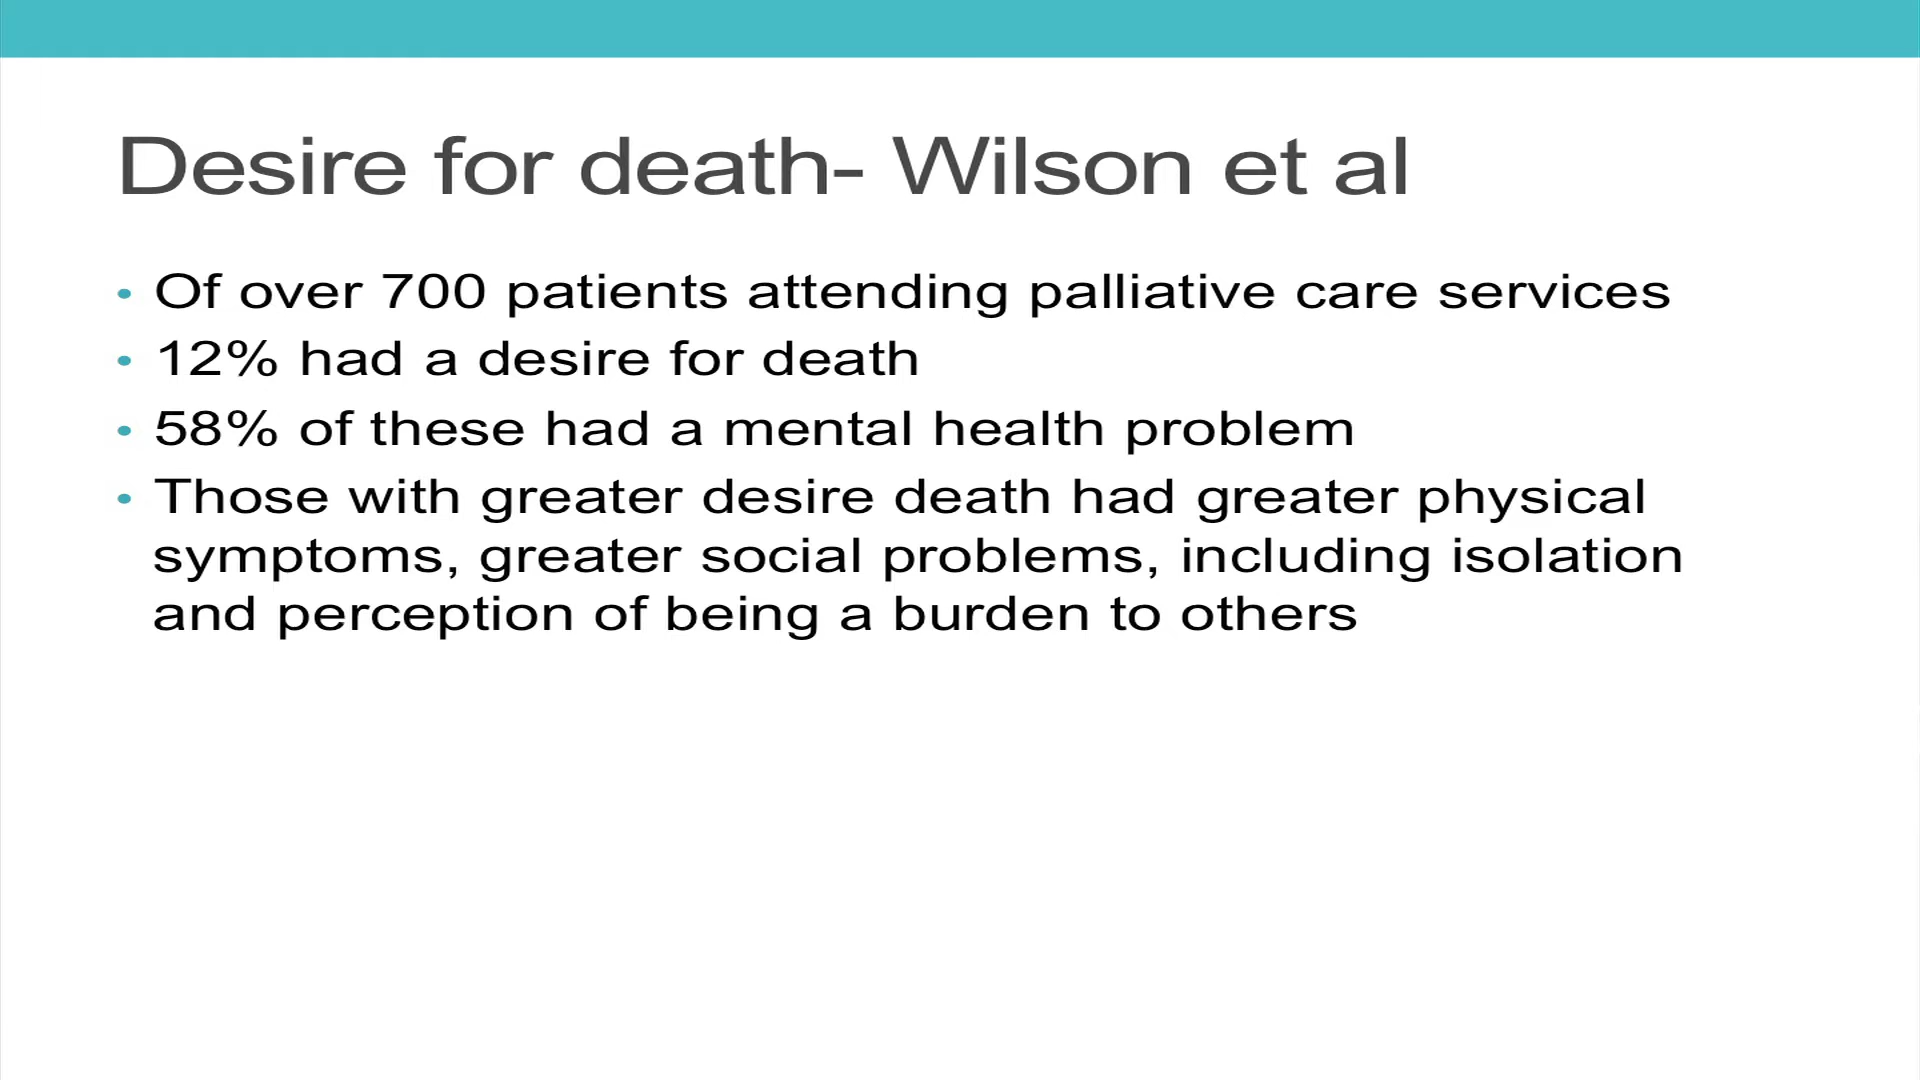 Desire for death- Wilson et al
• Of over 700 patients attending palliative care services
• 12% had a desire for death
• 58% of these had a mental health problem
• Those with greater desire death had greater physical
symptoms, greater social problems, including isolation
and perception of being a burden to others